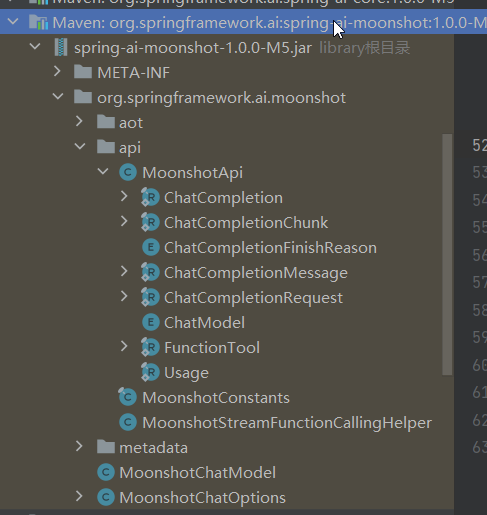 Maven: org.springframework.ai:spring-ai-core:1.0.0-M5
Maven: org.springframework.ai:spring-ai-moonshot:1.0.0-M
spring-ai-moonshot-1.0.0-M5.jar library根目录
META-INF
org.springframework.ai.moonshot
aot
api
52
MoonshotApi
53
ChatCompletion
54
ChatCompletionChunk
55
ChatCompletionFinishReason
56
ChatCompletionMessage
57
ChatCompletionRequest
58
ChatModel
59
FunctionTool
60
Usage
61
MoonshotConstants
62
MoonshotStreamFunctionCallingHelper
63
metadata
MoonshotChatModel
MoonshotChatOptions